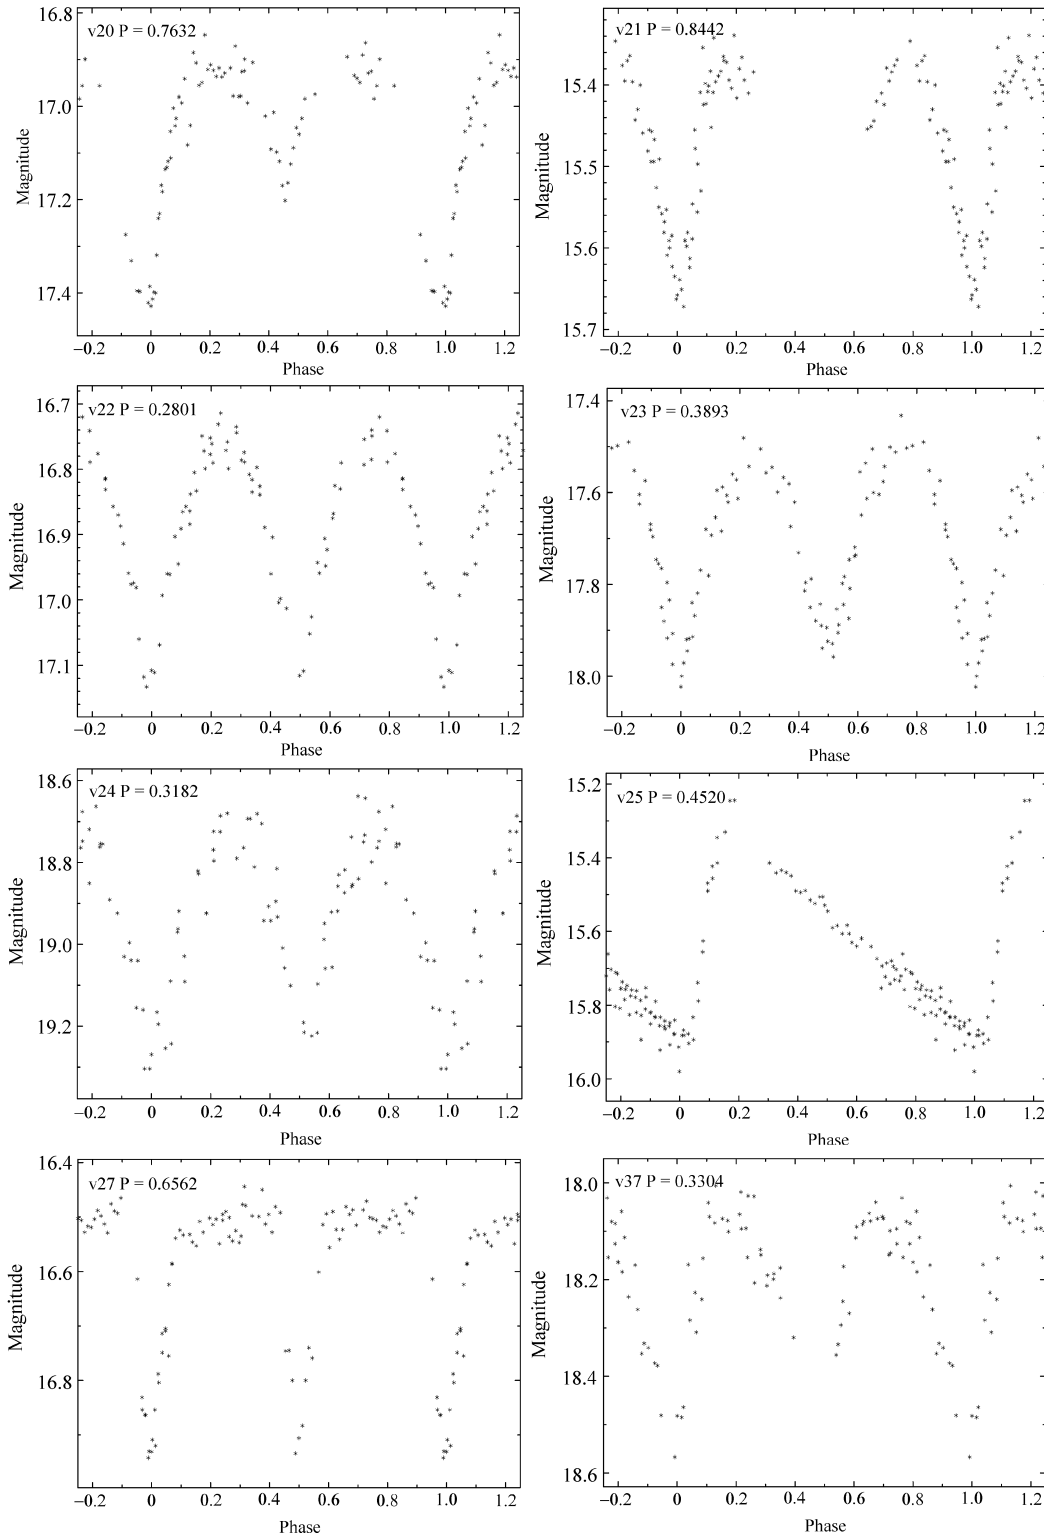 v20 P = 0.7632
16.8
17.0
17.2
17.4
Magnitude
−0.2 0 0.2 0.4 0.6 0.8 1.0 1.2
Phase
v21 P = 0.8442
15.4
15.5
15.6
15.7
Magnitude
−0.2 0 0.2 0.4 0.6 0.8 1.0 1.2
Phase
v22 P = 0.2801
16.7
16.8
16.9
17.0
17.1
Magnitude
−0.2 0 0.2 0.4 0.6 0.8 1.0 1.2
Phase
v23 P = 0.3893
17.4
17.6
17.8
18.0
Magnitude
−0.2 0 0.2 0.4 0.6 0.8 1.0 1.2
Phase
v24 P = 0.3182
18.6
18.8
19.0
19.2
Magnitude
−0.2 0 0.2 0.4 0.6 0.8 1.0 1.2
Phase
v25 P = 0.4520
15.2
15.4
15.6
15.8
16.0
Magnitude
−0.2 0 0.2 0.4 0.6 0.8 1.0 1.2
Phase
v27 P = 0.6562
16.4
16.6
16.8
Magnitude
−0.2 0 0.2 0.4 0.6 0.8 1.0 1.2
Phase
v37 P = 0.3304
18.0
18.2
18.4
18.6
Magnitude
−0.2 0 0.2 0.4 0.6 0.8 1.0 1.2
Phase